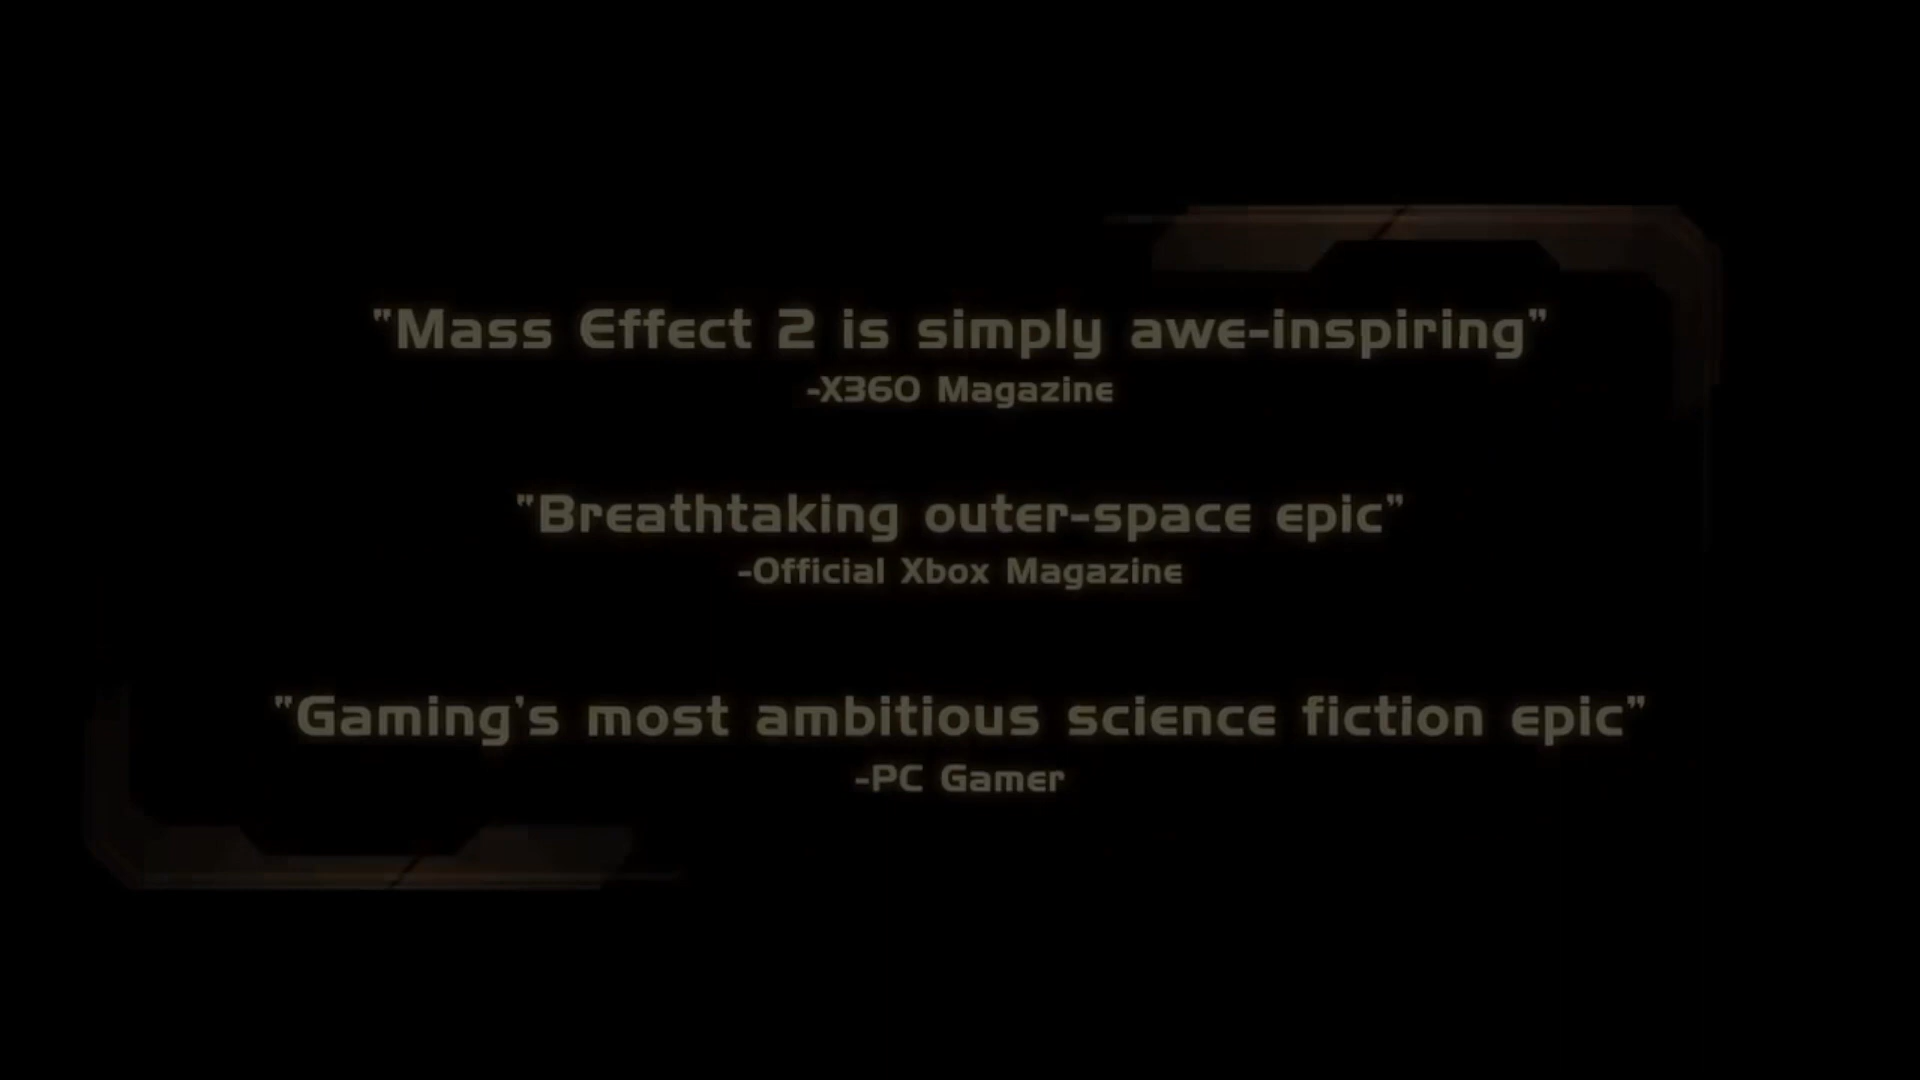 "Mass Effect 2 is simply awe-inspiring"
-X360 Magazine
"Breathtaking outer-space epic"
-Official Xbox Magazine
"Gaming's most ambitious science fiction epic"
-PC Gamer